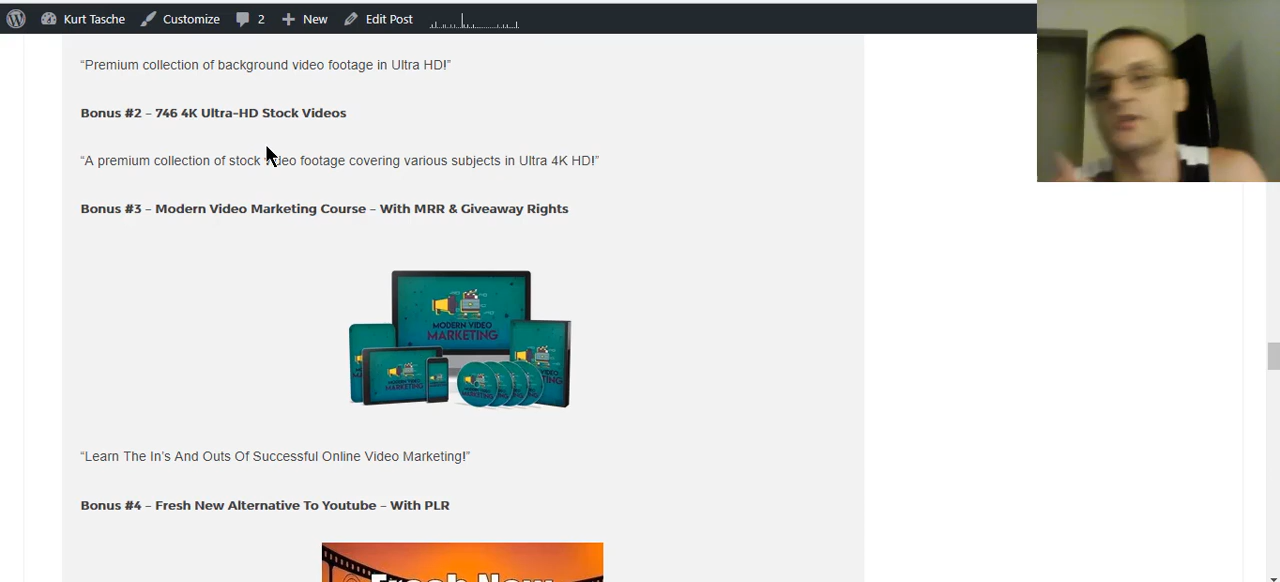 Kurt Tasche Customize 2 New Edit Post
“Premium collection of background video footage in Ultra HD!”
Bonus #2 – 746 4K Ultra-HD Stock Videos
“A premium collection of stock video footage covering various subjects in Ultra 4K HD!”
Bonus #3 – Modern Video Marketing Course – With MRR & Giveaway Rights
MODERN VIDEO
MARKETING
“Learn The In’s And Outs Of Successful Online Video Marketing!”
Bonus #4 – Fresh New Alternative To Youtube – With PLR
Fresh New